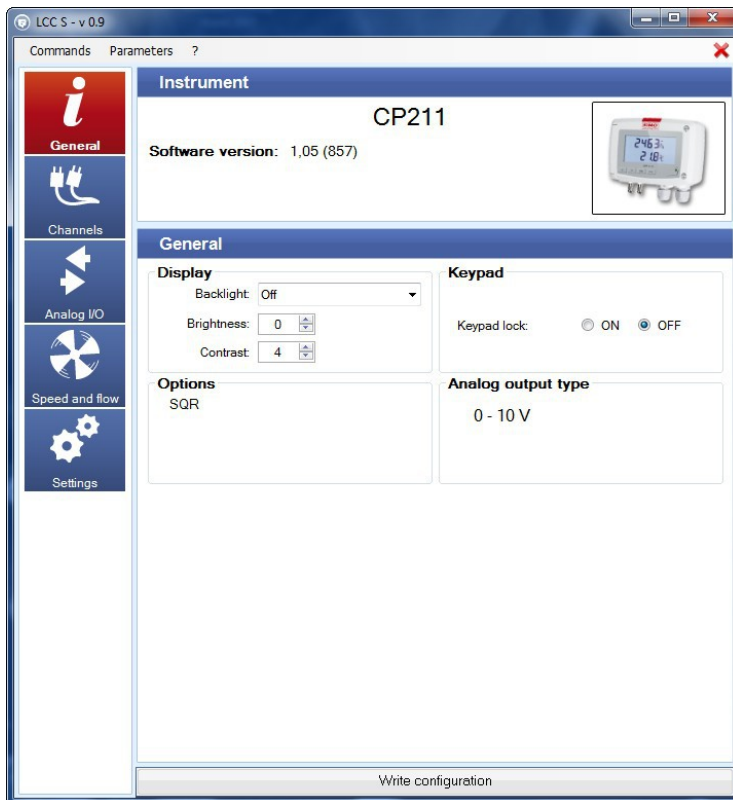 LCC S - v 0.9
Commands Parameters ?
General
Channels
Analog I/O
Speed and flow
Settings
Instrument
CP211
Software version: 1,05 (857)
General
Display
Backlight: Off
Brightness: 0
Contrast: 4
Keypad
Keypad lock: ON OFF
Options
SQR
Analog output type
0 - 10 V
Write configuration